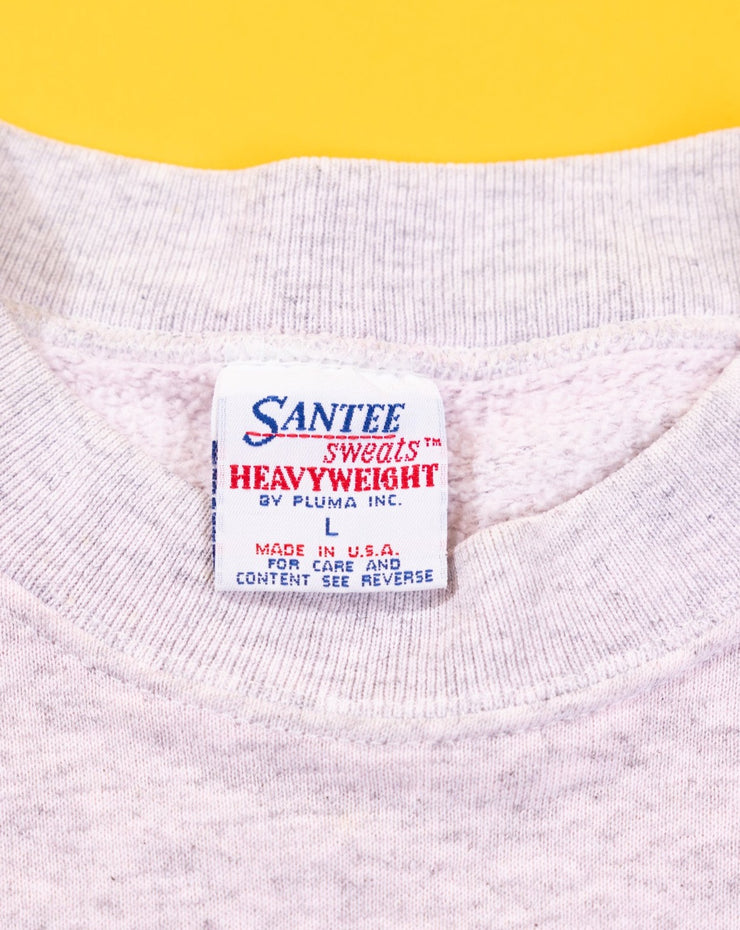 SANTEE
sweats™
HEAVYWEIGHT
BY PLUMA INC.
L
MADE IN U.S.A.
FOR CARE AND
CONTENT SEE REVERSE